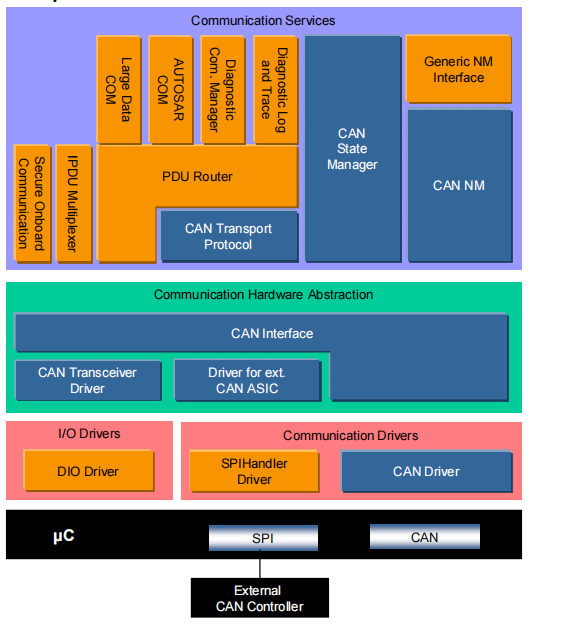 Communication Services
Large Data
COM
AUTOSAR
COM
Diagnostic
Com. Manager
Diagnostic Log
and Trace
CAN
State
Manager
Generic NM
Interface
CAN NM
Secure Onboard
Communication
IPDU Multiplexer
PDU Router
CAN Transport
Protocol
Communication Hardware Abstraction
CAN Interface
CAN Transceiver
Driver
Driver for ext.
CAN ASIC
I/O Drivers
DIO Driver
Communication Drivers
SPIHandler
Driver
CAN Driver
µC
SPI
CAN
External
CAN Controller